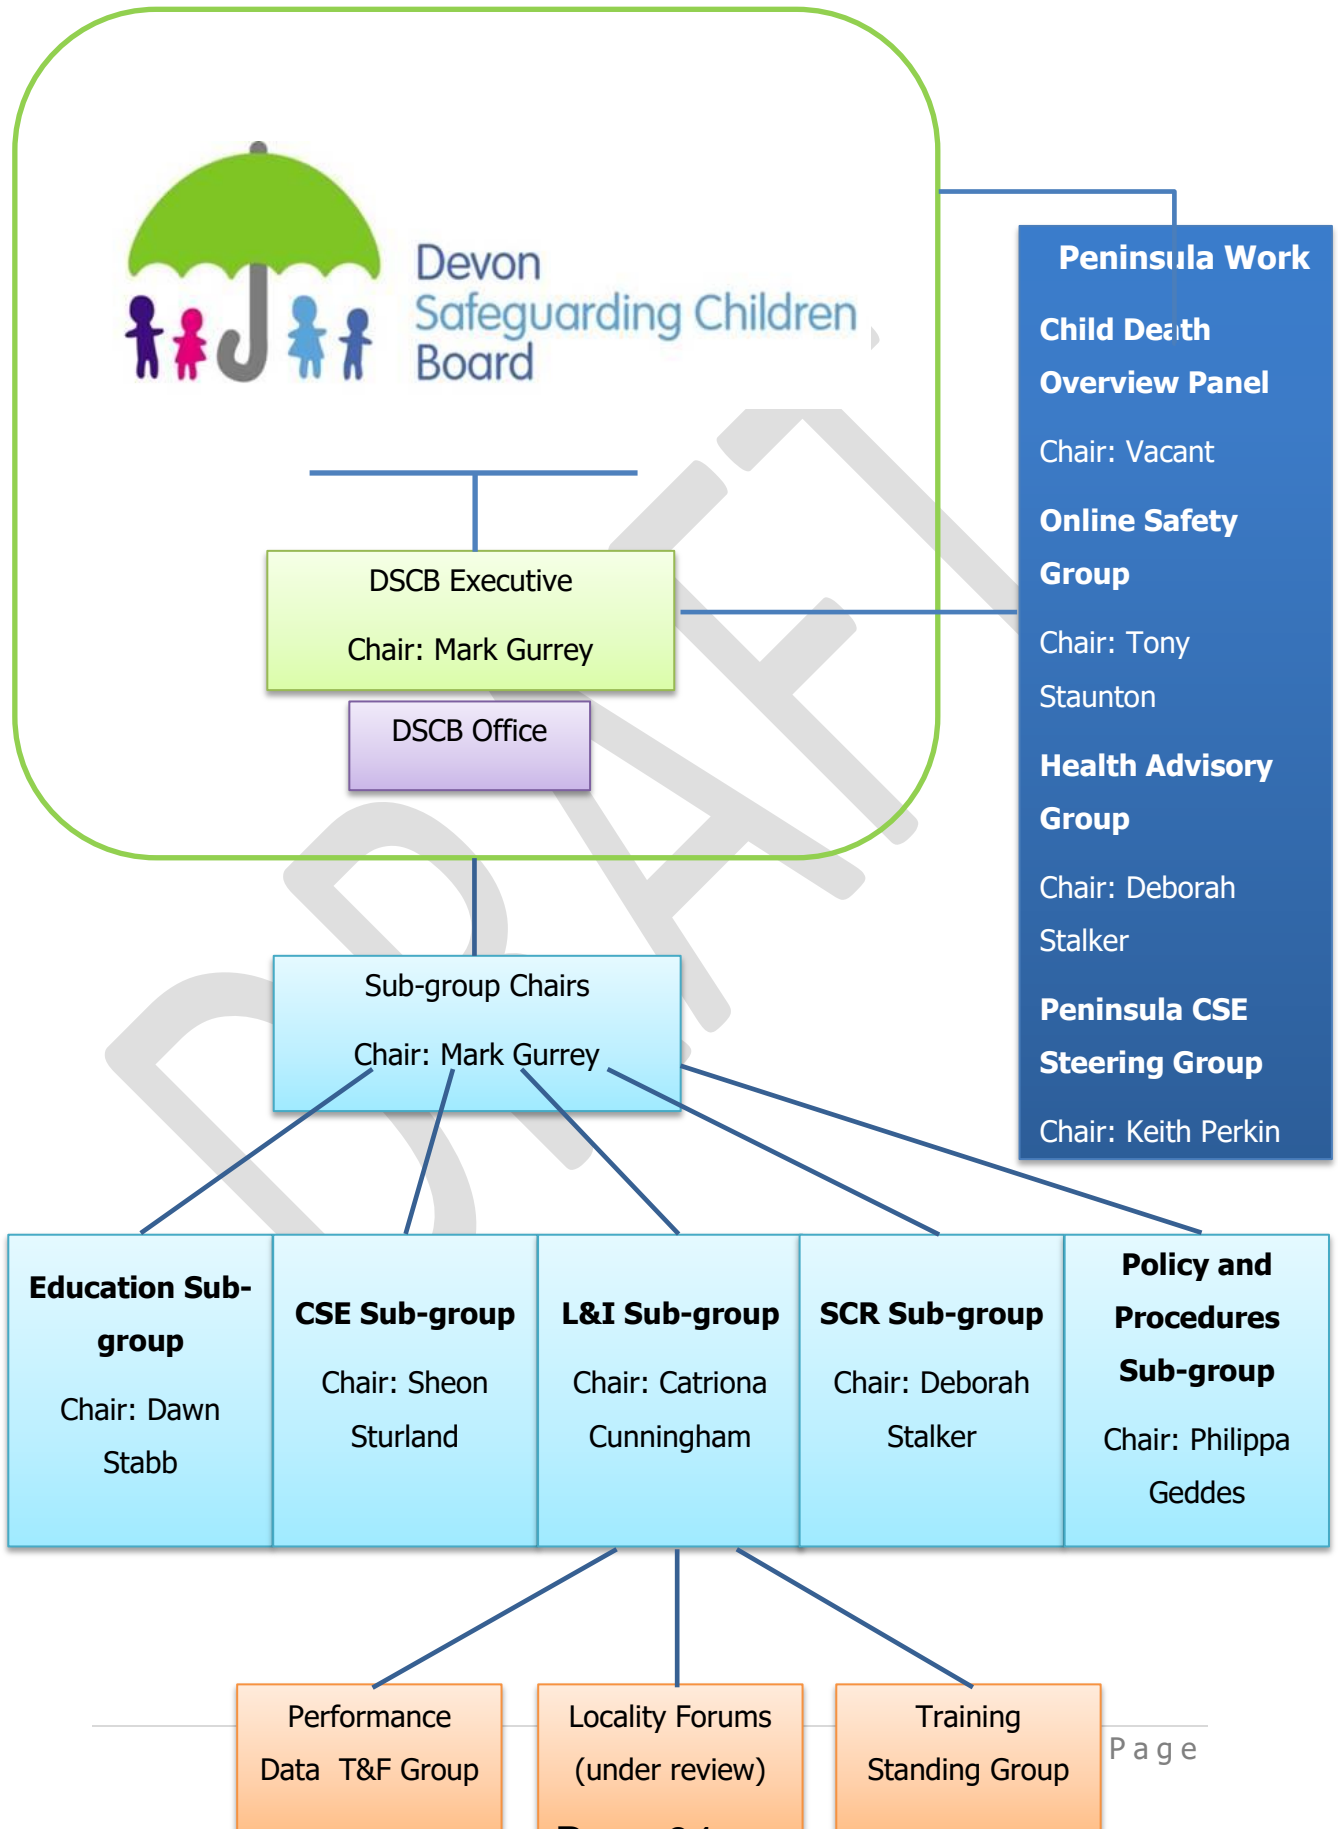 Devon
Safeguarding Children
Board
DSCB Executive
Chair: Mark Gurrey
DSCB Office
Peninsula Work
Child Death
Overview Panel
Chair: Vacant
Online Safety
Group
Chair: Tony
Staunton
Health Advisory
Group
Chair: Deborah
Stalker
Peninsula CSE
Steering Group
Chair: Keith Perkin
DRAFT
Sub-group Chairs
Chair: Mark Gurrey
Education Sub-
group
Chair: Dawn
Stabb
CSE Sub-group
Chair: Sheon
Sturland
L&I Sub-group
Chair: Catriona
Cunningham
SCR Sub-group
Chair: Deborah
Stalker
Policy and
Procedures
Sub-group
Chair: Philippa
Geddes
Performance
Data T&F Group
Locality Forums
(under review)
Training
Standing Group
Page